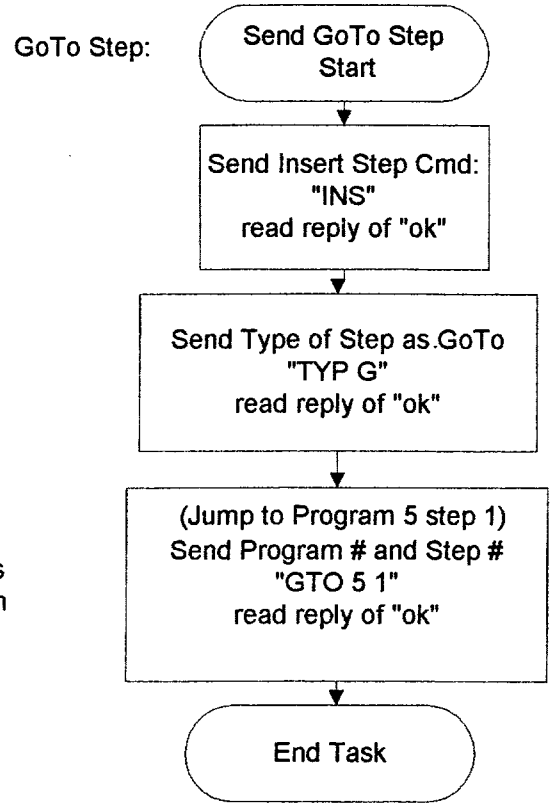 GoTo Step:
Send GoTo Step
Start
Send Insert Step Cmd:
"INS"
read reply of "ok"
Send Type of Step as.GoTo
"TYP G"
read reply of "ok"
(Jump to Program 5 step 1)
Send Program # and Step #
"GTO 5 1"
read reply of "ok"
End Task